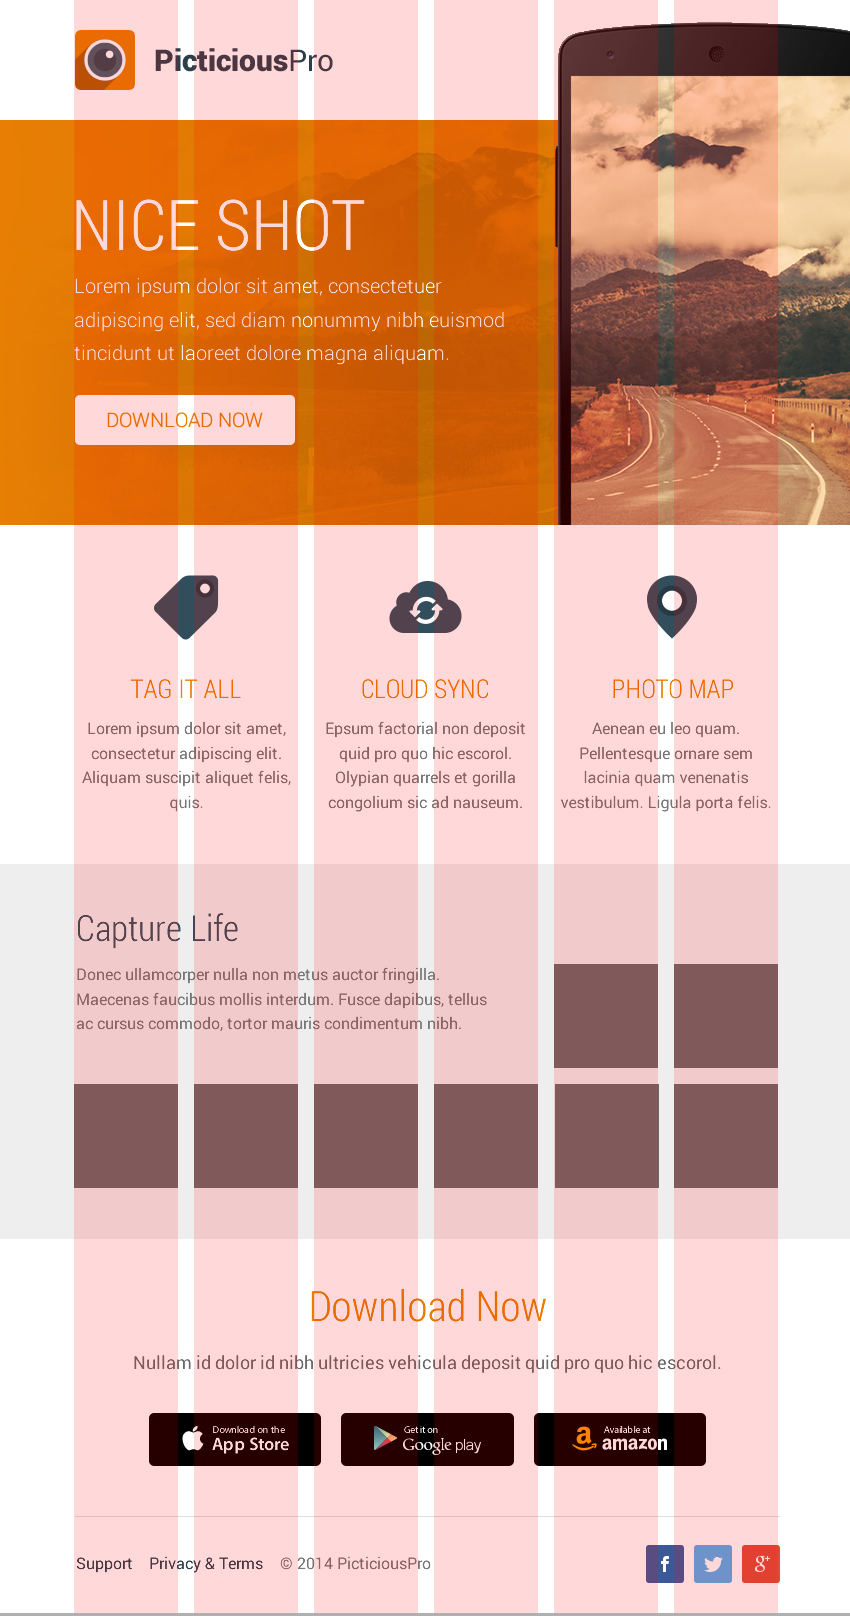 PicticiousPro
NICE SHOT
Lorem ipsum dolor sit amet, consectetuer
adipiscing elit, sed diam nonummy nibh euismod
tincidunt ut laoreet dolore magna aliquam.
DOWNLOAD NOW
TAG IT ALL
Lorem ipsum dolor sit amet,
consectetur adipiscing elit.
Aliquam suscipit aliquet felis,
quis.
CLOUD SYNC
Epsum factorial non deposit
quid pro quo hic escorol.
Olypian quarrels et gorilla
congolium sic ad nauseum.
PHOTO MAP
Aenean eu leo quam.
Pellentesque ornare sem
lacinia quam venenatis
vestibulum. Ligula porta felis.
Capture Life
Donec ullamcorper nulla non metus auctor fringilla.
Maecenas faucibus mollis interdum. Fusce dapibus, tellus
ac cursus commodo, tortor mauris condimentum nibh.
Download Now
Nullam id dolor id nibh ultricies vehicula deposit quid pro quo hic escorol.
Download on the
App Store
Get it on
Google play
Available at
amazon
Support Privacy & Terms © 2014 PicticiousPro
f
g+